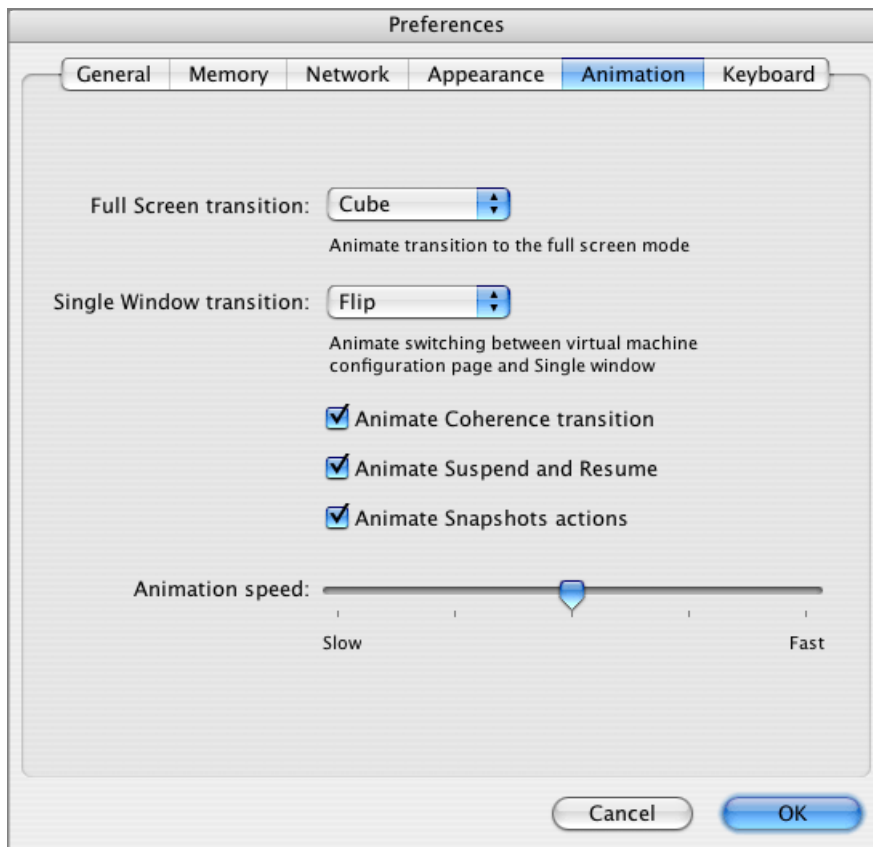 Preferences
General Memory Network Appearance Animation Keyboard
Full Screen transition: Cube
Animate transition to the full screen mode
Single Window transition: Flip
Animate switching between virtual machine
configuration page and Single window
Animate Coherence transition
Animate Suspend and Resume
Animate Snapshots actions
Animation speed:
Slow Fast
Cancel OK